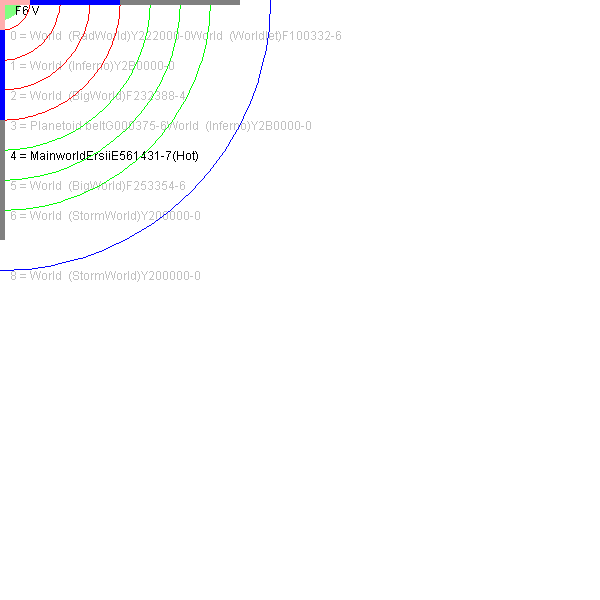 F6 V
0 = World (RadWorld)Y222000-0World (Worldlet)F100332-6
1 = World (Inferno)Y2B0000-0
2 = World (BigWorld)F232388-4
3 = Planetoid beltG000375-6World (Inferno)Y2B0000-0
4 = MainworldErsiiE561431-7(Hot)
5 = World (BigWorld)F253354-6
6 = World (StormWorld)Y200000-0
8 = World (StormWorld)Y200000-0